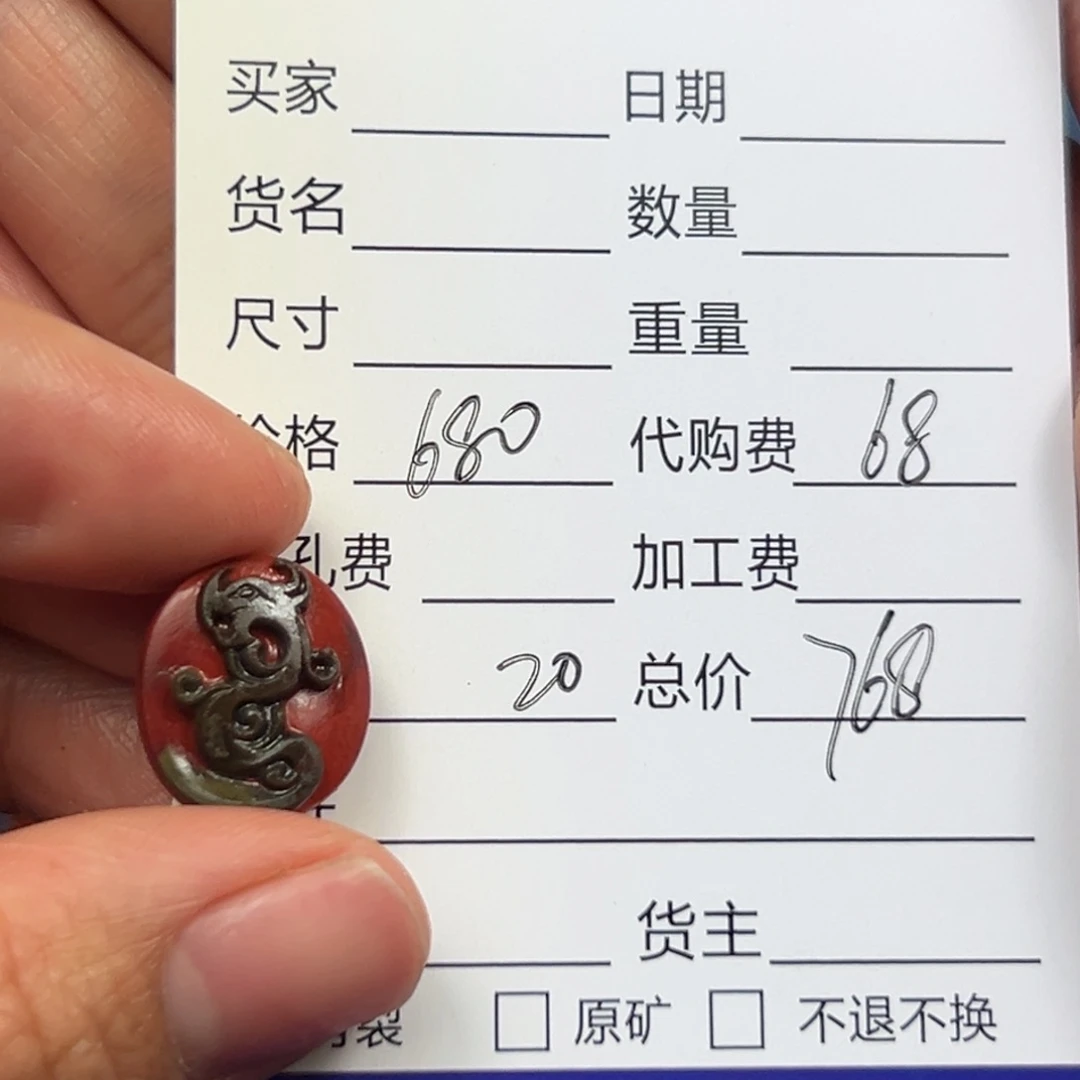 买家 日期
货名 数量
尺寸 重量
价格 680 代购费 68
孔费 加工费
20 总价 768
货主
原矿 不退不换